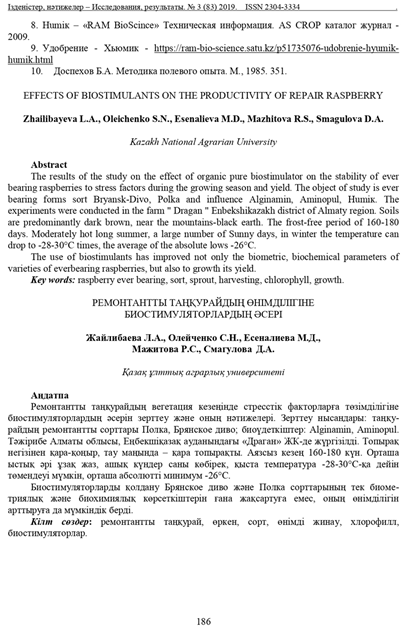 Ізденістер, нәтижелер – Исследования, результаты. № 3 (83) 2019. ISSN 2304-3334
8. Humik – «RAM BioScince» Техническая информация. AS CROP каталог журнал -
2009.
9. Удобрение - Хьюмик - https://ram-bio-science.satu.kz/p51735076-udobrenie-hyumik-
humik.html
10. Доспехов Б.А. Методика полевого опыта. М., 1985. 351.
EFFECTS OF BIOSTIMULANTS ON THE PRODUCTIVITY OF REPAIR RASPBERRY
Zhailibayeva L.A., Oleichenko S.N., Esenalieva M.D., Mazhitova R.S., Smagulova D.A.
Kazakh National Agrarian University
Abstract
The results of the study on the effect of organic pure biostimulator on the stability of ever
bearing raspberries to stress factors during the growing season and yield. The object of study is ever
bearing forms sort Bryansk-Divo, Polka and influence Alginamin, Aminopul, Humik. The
experiments were conducted in the farm " Dragan " Enbekshikazakh district of Almaty region. Soils
are predominantly dark brown, near the mountains-black earth. The frost-free period of 160-180
days. Moderately hot long summer, a large number of Sunny days, in winter the temperature can
drop to -28-30°C times, the average of the absolute lows -26°C.
The use of biostimulants has improved not only the biometric, biochemical parameters of
varieties of everbearing raspberries, but also to growth its yield.
Key words: raspberry ever bearing, sort, sprout, harvesting, chlorophyll, growth.
РЕМОНТАНТТЫ ТАҢҚУРАЙДЫҢ ӨНІМДІЛІГІНЕ
БИОСТИМУЛЯТОРЛАРДЫҢ ӘСЕРІ
Жайлибаева Л.А., Олейченко С.Н., Есеналиева М.Д.,
Мажитова Р.С., Смагулова Д.А.
Қазақ ұлттық аграрлық университеті
Аңдатпа
Ремонтантты таңқурайдың вегетация кезеңінде стресстік факторларға төзімділігіне
биостимуляторлардың әсерін зерттеу және оның нәтижелері. Зерттеу нысандары: таңқу-
райдың ремонтантты сорттары Полка, Брянское диво; биоүдеткіштер: Alginamin, Aminopul.
Тәжірибе Алматы облысы, Еңбекшіқазақ ауданындағы «Драган» ЖК-де жүргізілді. Топырақ
негізінен қара-қоңыр, тау маңында – қара топырақты. Аязсыз кезең 160-180 күн. Орташа
ыстық әрі ұзақ жаз, ашық күндер саны көбірек, қыста температура -28-30°С-қа дейін
төмендеуі мүмкін, орташа абсолютті минимум -26°С.
Биостимуляторларды қолдану Брянское диво және Полка сорттарының тек биоме-
триялық және биохимиялық көрсеткіштерін ғана жақсартуға емес, оның өнімділігін
арттыруға да мүмкіндік берді.
Кілт сөздер: ремонтантты таңқурай, өркен, сорт, өнімді жинау, хлорофилл,
биостимуляторлар.
186